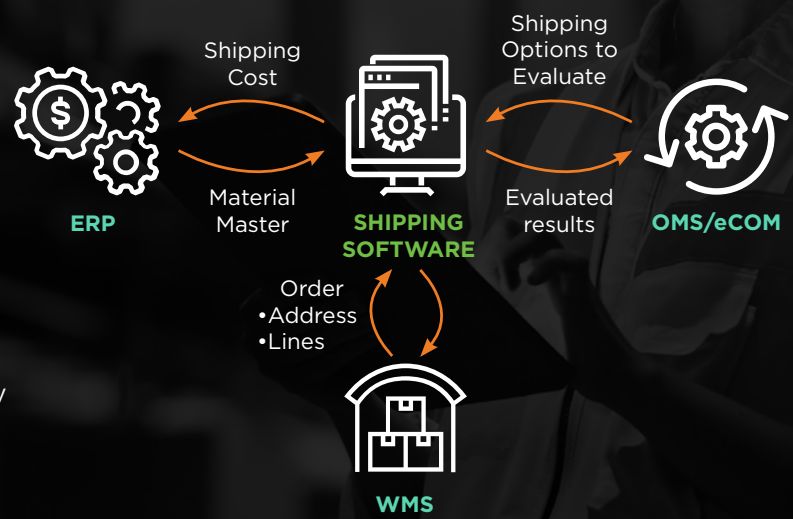 Shipping
Cost
Shipping
Options to
Evaluate
$
Material
Master
Evaluated
results
ERP
SHIPPING
SOFTWARE
OMS/eCOM
Order
•Address
•Lines
WMS